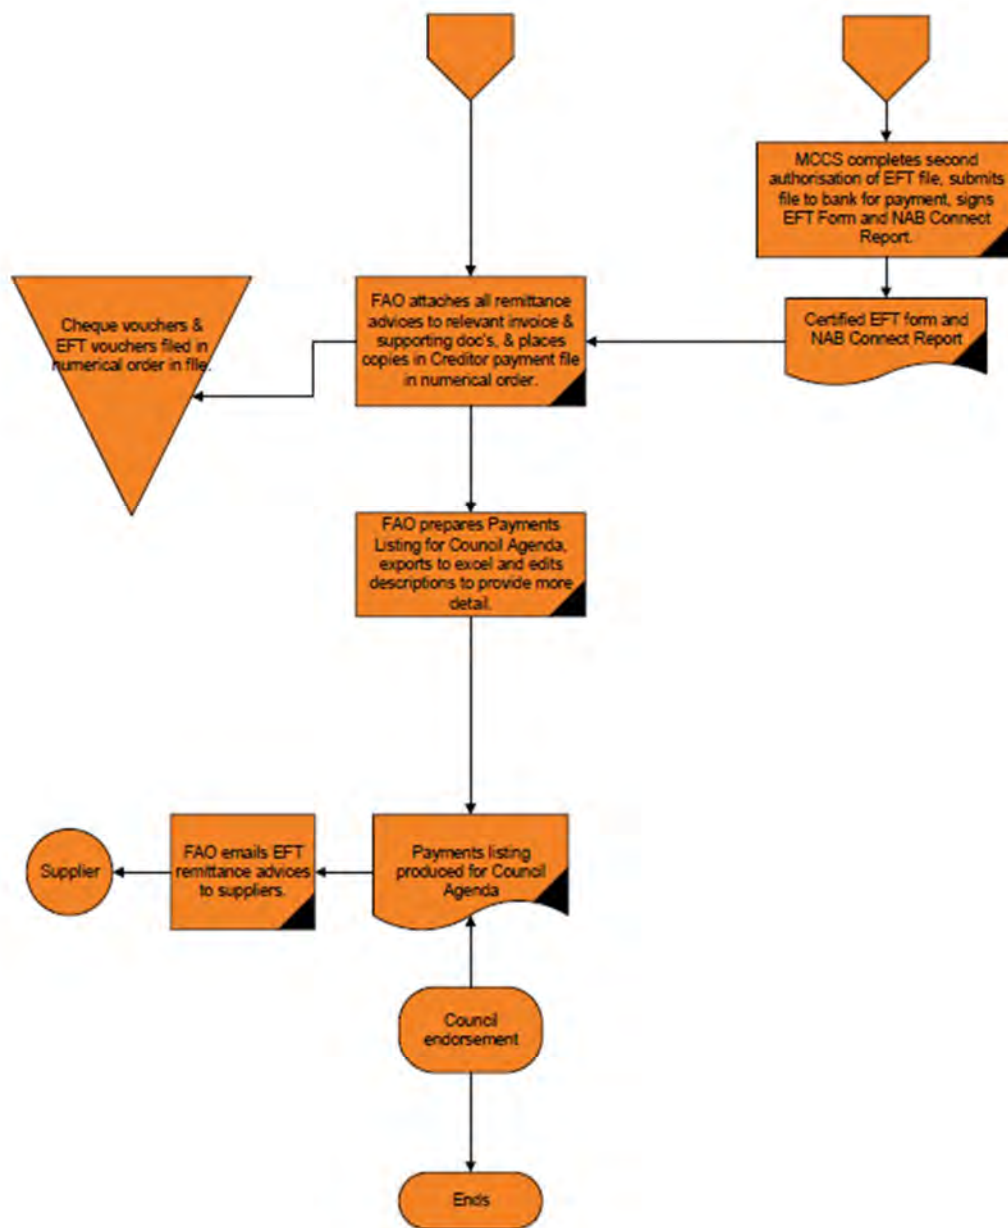 MCCS completes second
authorisation of EFT file, submits
file to bank for payment, signs
EFT Form and NAB Connect
Report.
Cheque vouchers &
EFT vouchers filed in
numerical order in fille.
FAO attaches all remittance
advices to relevant invoice &
supporting doc's, & places
copies in Creditor payment file
in numerical order.
Certified EFT form and
NAB Connect Report
FAO prepares Payments
Listing for Council Agenda,
exports to excel and edits
descriptions to provide more
detail.
Supplier
FAO emails EFT
remittance advices
to suppliers.
Payments listing
produced for Council
Agenda
Council
endorsement
Ends